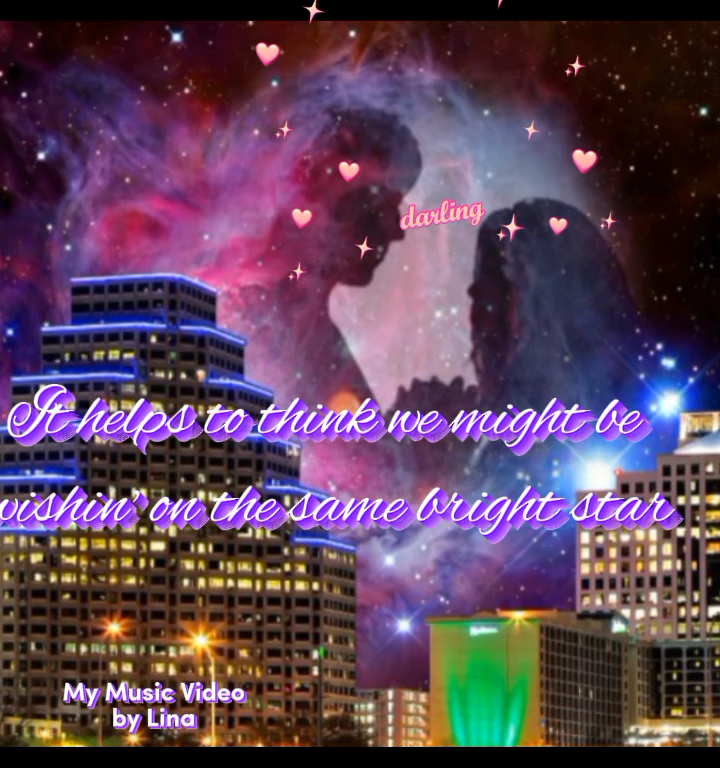 darling
It helps to think we might be
wishin' on the same bright star
My Music Video
by Lina